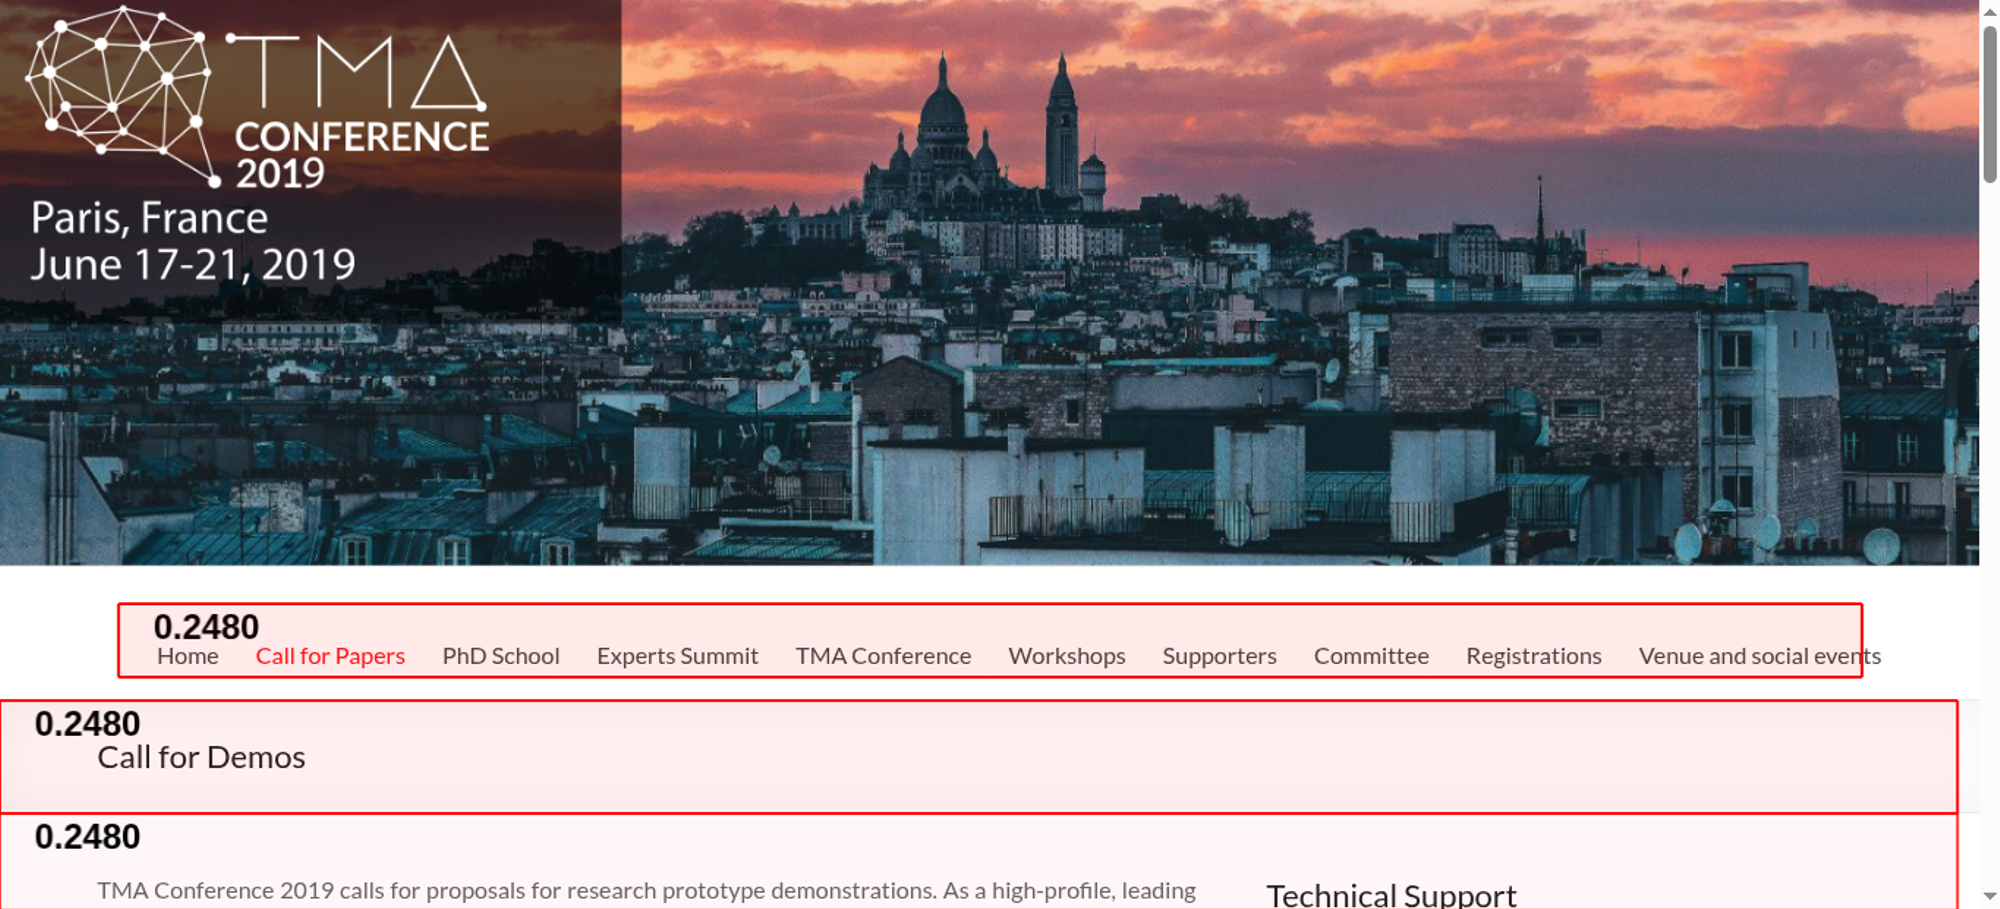 TMA
CONFERENCE
2019
Paris, France
June 17-21, 2019
0.2480
Home Call for Papers PhD School Experts Summit TMA Conference Workshops Supporters Committee Registrations Venue and social events
0.2480
Call for Demos
0.2480
TMA Conference 2019 calls for proposals for research prototype demonstrations. As a high-profile, leading
Technical Support